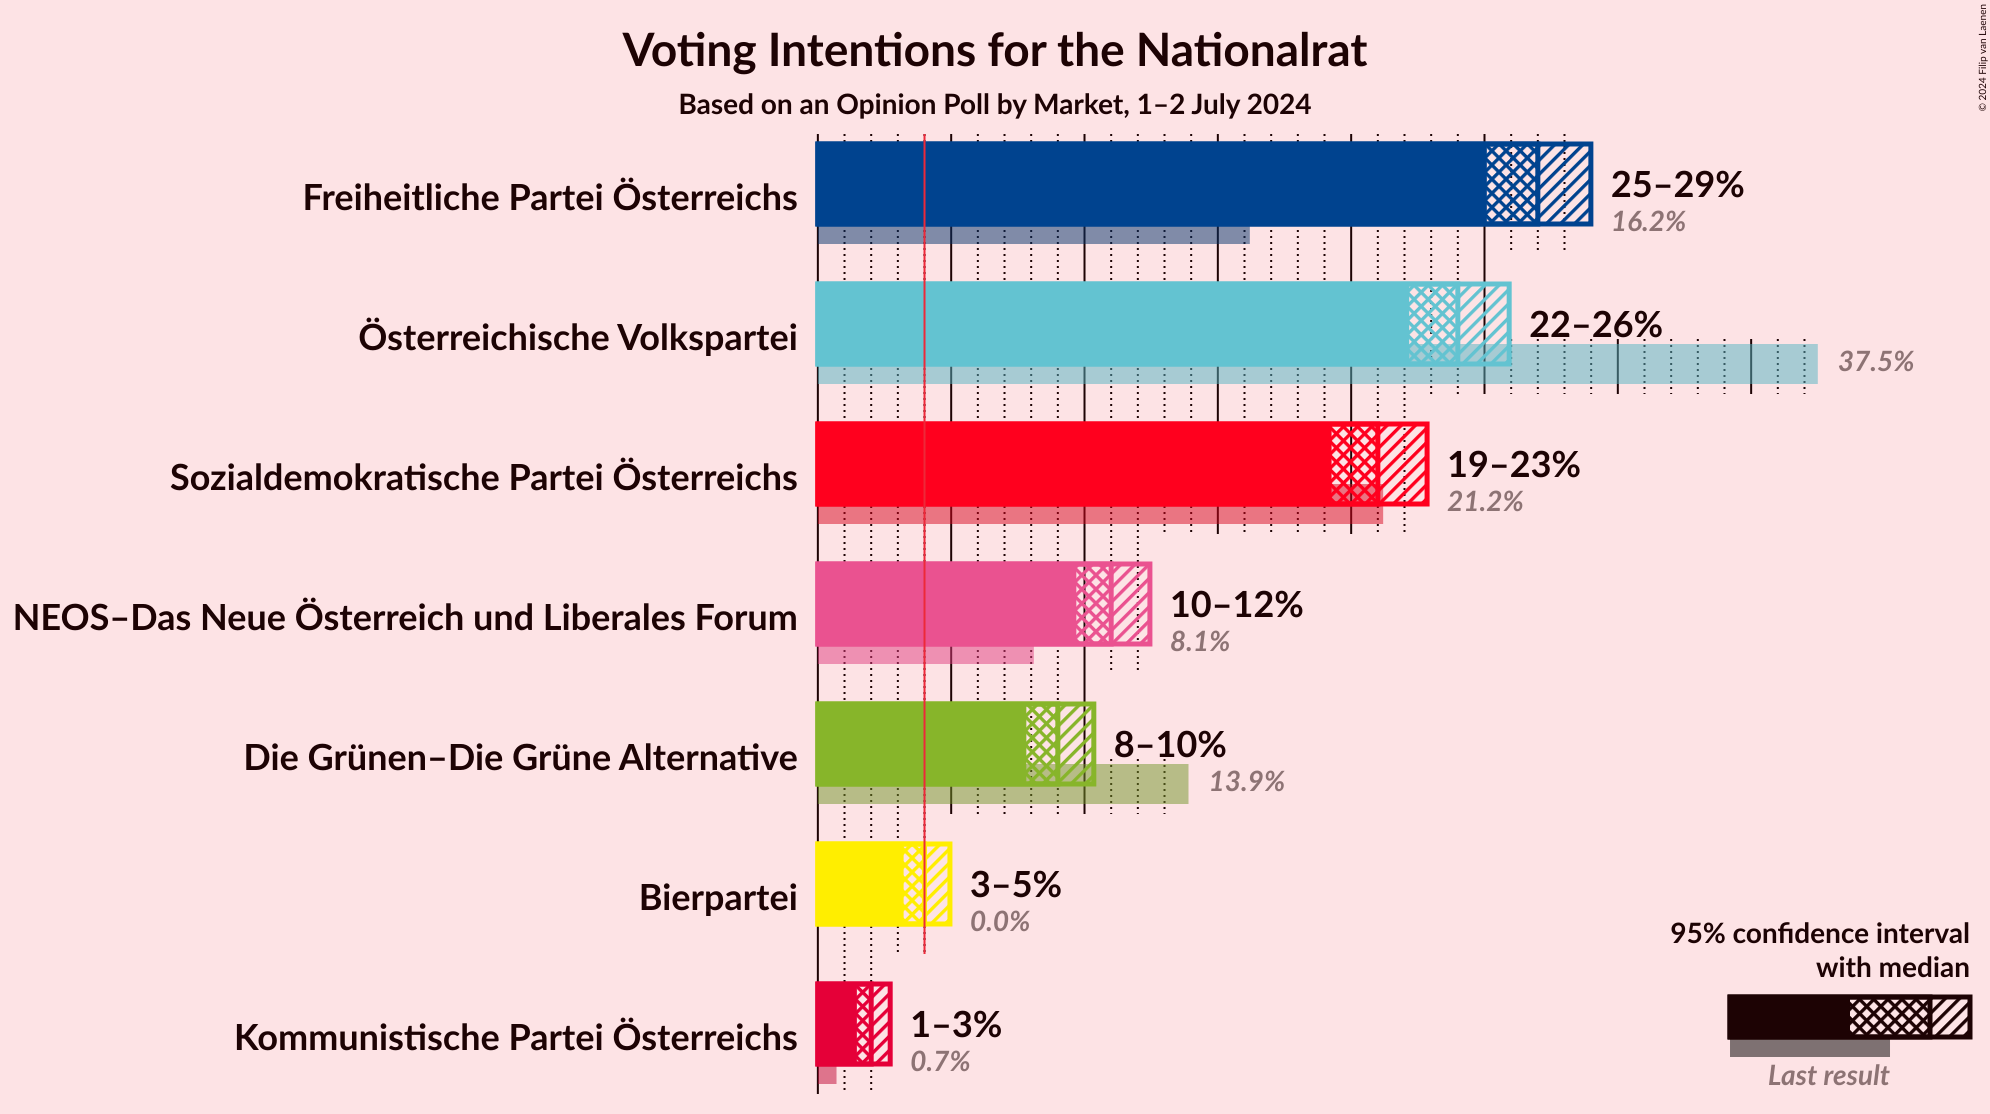 Voting Intentions for the Nationalrat
Based on an Opinion Poll by Market, 1–2 July 2024
© 2024 Filip van Laenen
Freiheitliche Partei Österreichs
25–29%
16.2%
Österreichische Volkspartei
22–26%
37.5%
Sozialdemokratische Partei Österreichs
19–23%
21.2%
NEOS–Das Neue Österreich und Liberales Forum
10–12%
8.1%
Die Grünen–Die Grüne Alternative
8–10%
13.9%
Bierpartei
3–5%
0.0%
Kommunistische Partei Österreichs
1–3%
0.7%
95% confidence interval
with median
Last result